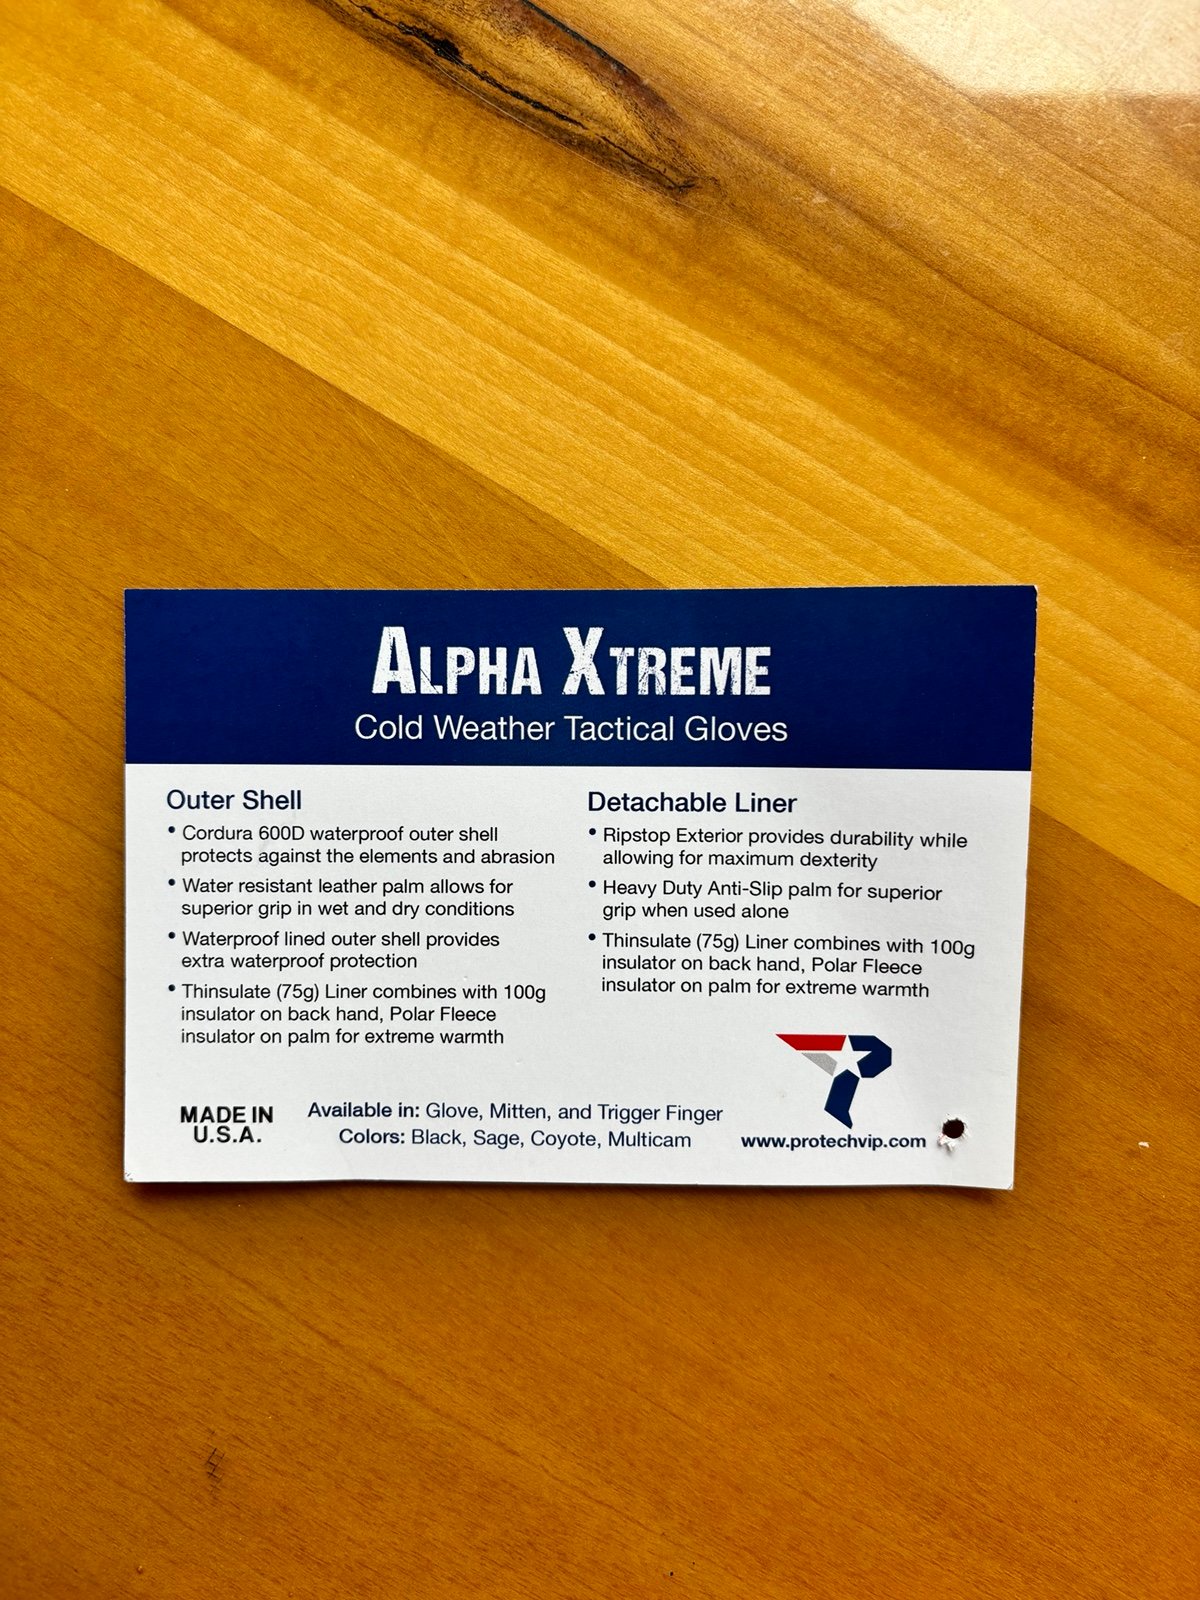 ALPHA XTREME
Cold Weather Tactical Gloves
Outer Shell
• Cordura 600D waterproof outer shell
protects against the elements and abrasion
• Water resistant leather palm allows for
superior grip in wet and dry conditions
• Waterproof lined outer shell provides
extra waterproof protection
• Thinsulate (75g) Liner combines with 100g
insulator on back hand, Polar Fleece
insulator on palm for extreme warmth
Detachable Liner
• Ripstop Exterior provides durability while
allowing for maximum dexterity
• Heavy Duty Anti-Slip palm for superior
grip when used alone
• Thinsulate (75g) Liner combines with 100g
insulator on back hand, Polar Fleece
insulator on palm for extreme warmth
MADE IN
U.S.A.
Available in: Glove, Mitten, and Trigger Finger
Colors: Black, Sage, Coyote, Multicam
www.protechvip.com